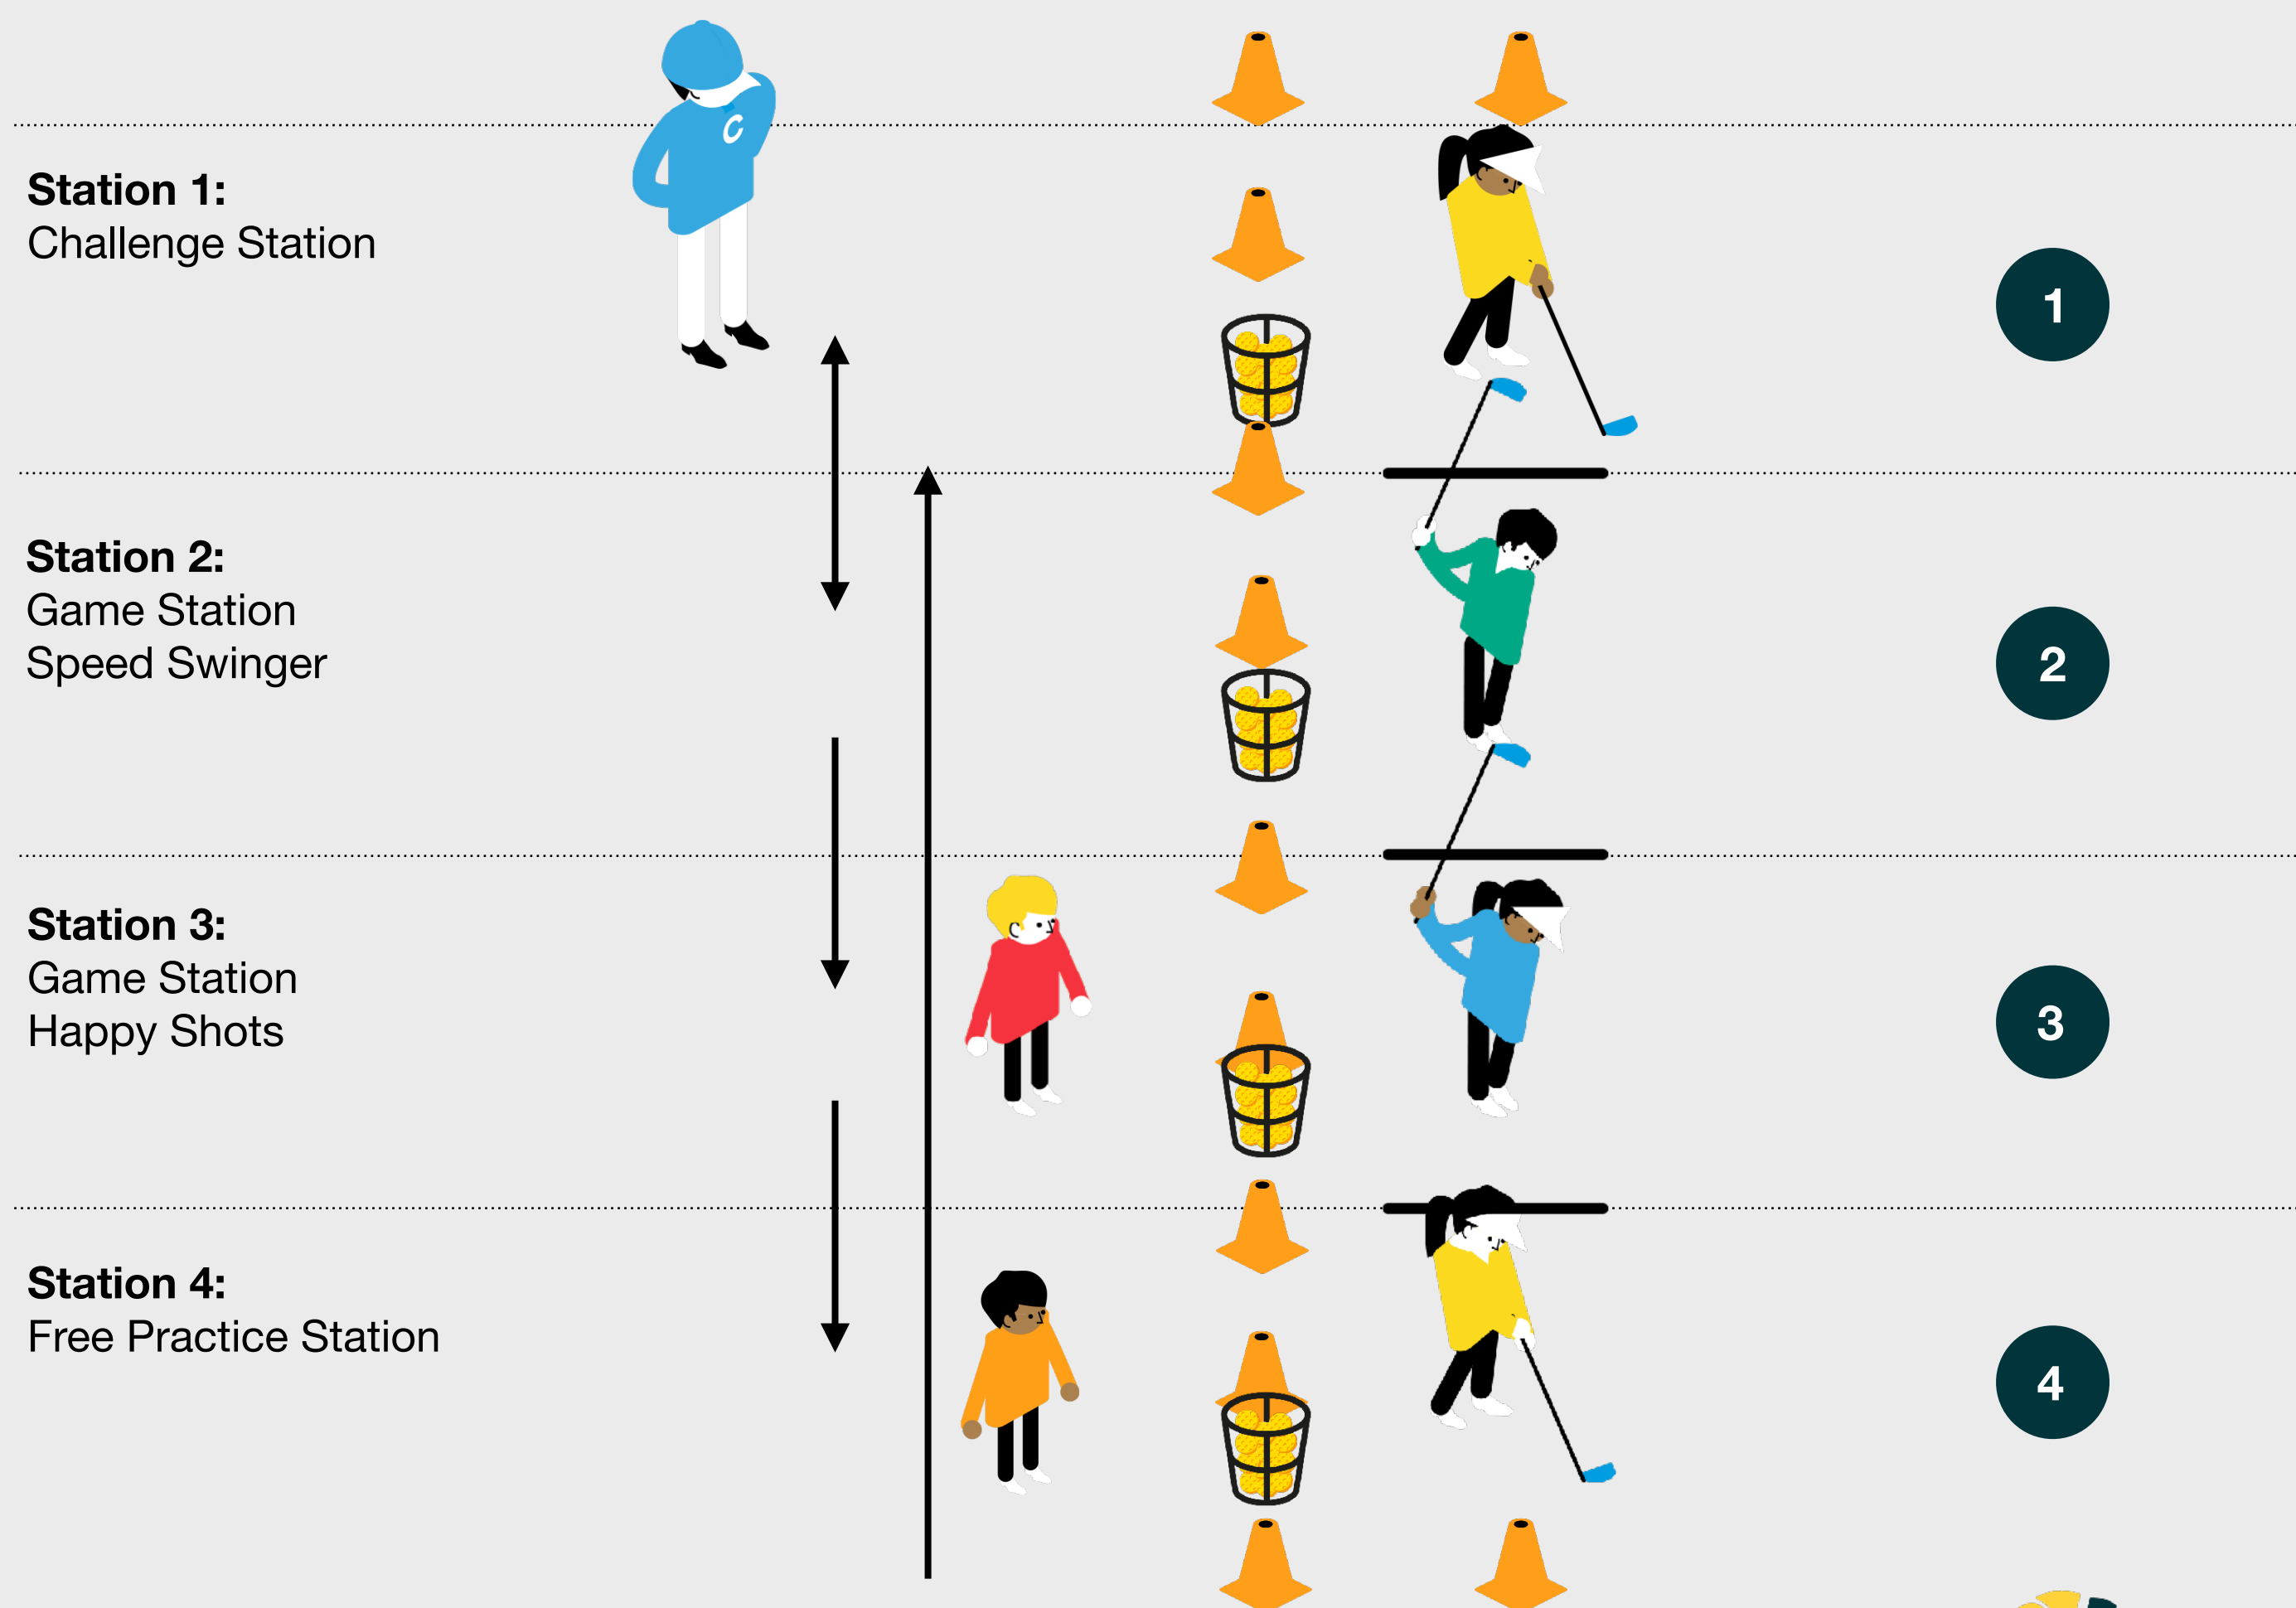 C
Station 1:
Challenge Station
1
Station 2:
Game Station
Speed Swinger
2
Station 3:
Game Station
Happy Shots
3
Station 4:
Free Practice Station
4